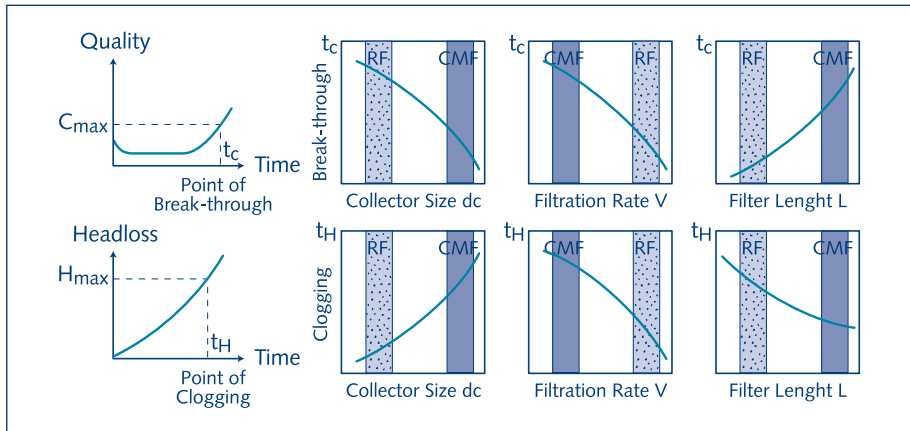 Quality
Cmax
tc
Time
Point of
Break-through
Headloss
Hmax
tH
Time
Point of
Clogging
Break-through
tc
RF
CMF
Collector Size dc
tc
CMF
RF
Filtration Rate V
tc
RF
CMF
Filter Lenght L
Clogging
tH
RF
CMF
Collector Size dc
tH
CMF
RF
Filtration Rate V
tH
RF
CMF
Filter Lenght L